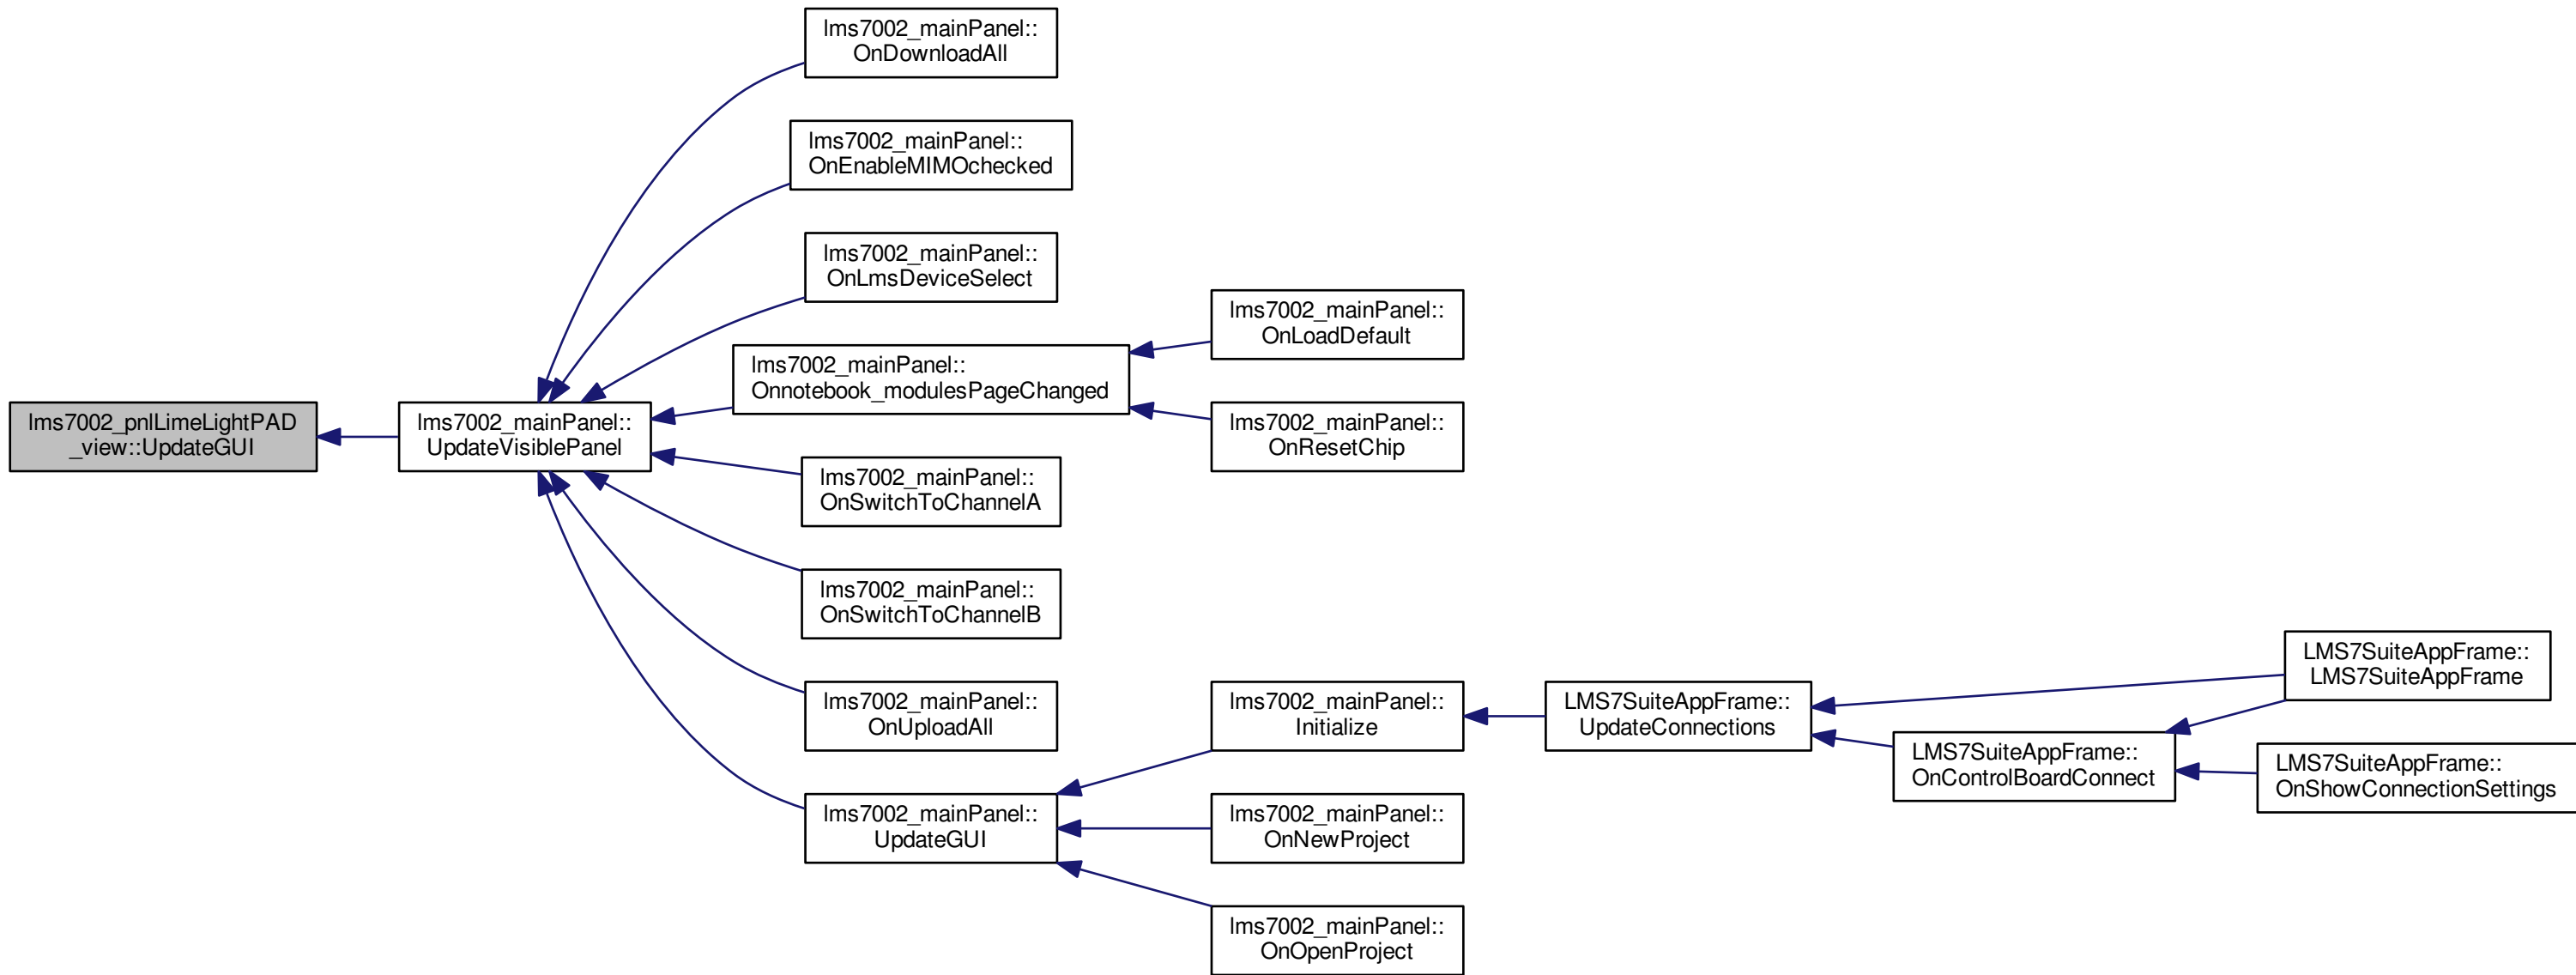 lms7002_mainPanel::
OnDownloadAll
lms7002_mainPanel::
OnEnableMIMOchecked
lms7002_mainPanel::
OnLmsDeviceSelect
lms7002_mainPanel::
OnLoadDefault
lms7002_mainPanel::
Onnotebook_modulesPageChanged
lms7002_pnlLimeLightPAD
_view::UpdateGUI
lms7002_mainPanel::
UpdateVisiblePanel
lms7002_mainPanel::
OnResetChip
lms7002_mainPanel::
OnSwitchToChannelA
lms7002_mainPanel::
OnSwitchToChannelB
lms7002_mainPanel::
OnUploadAll
lms7002_mainPanel::
Initialize
LMS7SuiteAppFrame::
UpdateConnections
LMS7SuiteAppFrame::
LMS7SuiteAppFrame
LMS7SuiteAppFrame::
OnControlBoardConnect
LMS7SuiteAppFrame::
OnShowConnectionSettings
lms7002_mainPanel::
UpdateGUI
lms7002_mainPanel::
OnNewProject
lms7002_mainPanel::
OnOpenProject